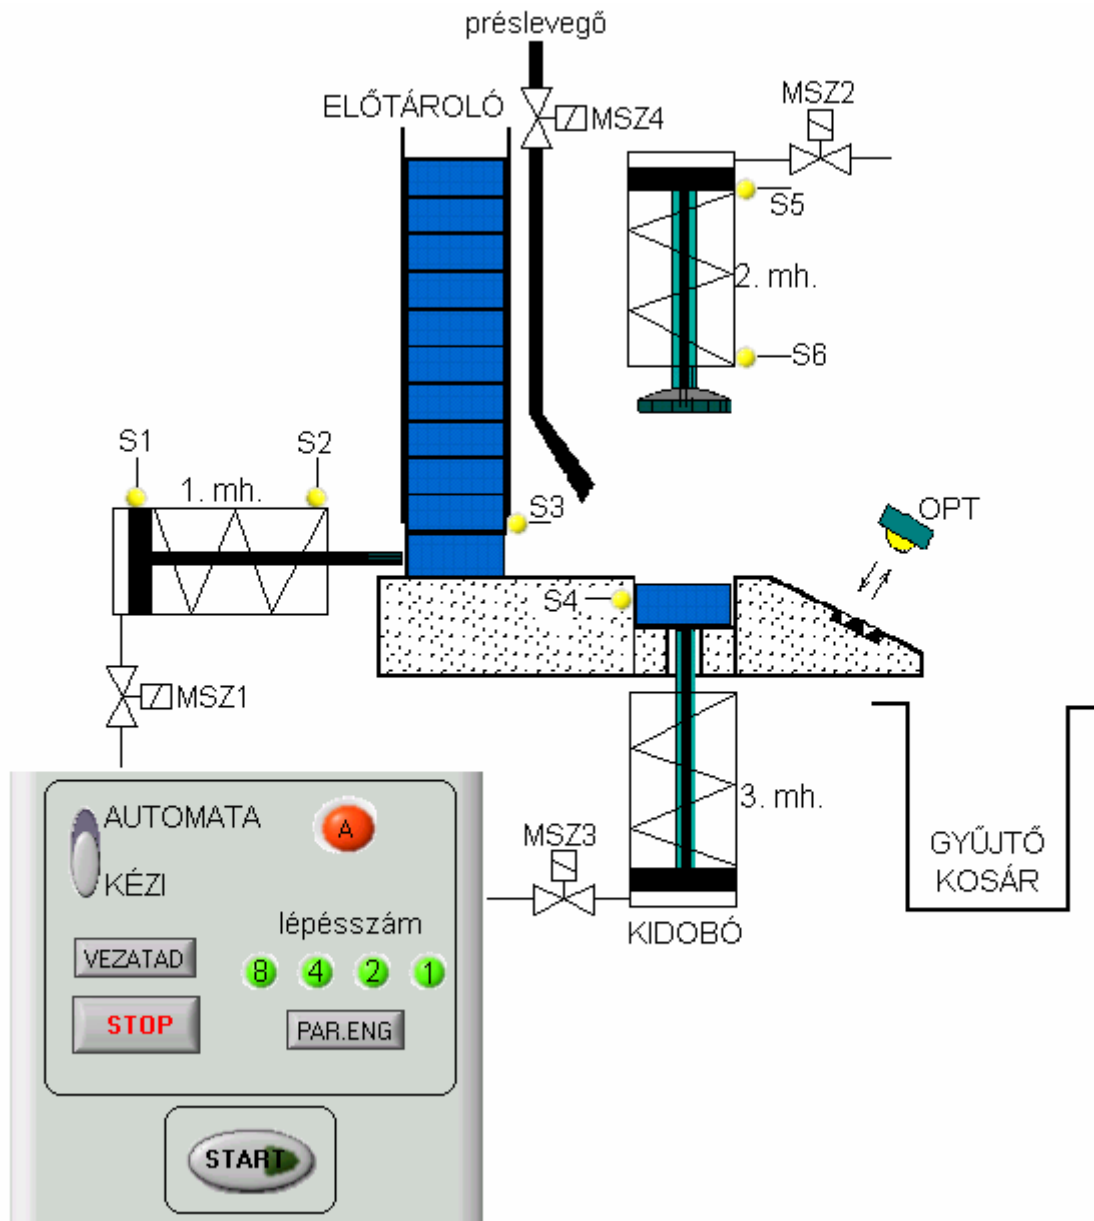 préslevegő
ELŐTÁROLÓ
MSZ4
MSZ2
S5
2. mh.
S6
S1
S2
1. mh.
S3
OPT
S4
MSZ1
3. mh.
MSZ3
KIDOBÓ
GYŰJTŐ
KOSÁR
AUTOMATA
A
KÉZI
lépésszám
VEZATAD
8 4 2 1
STOP
PAR.ENG
START